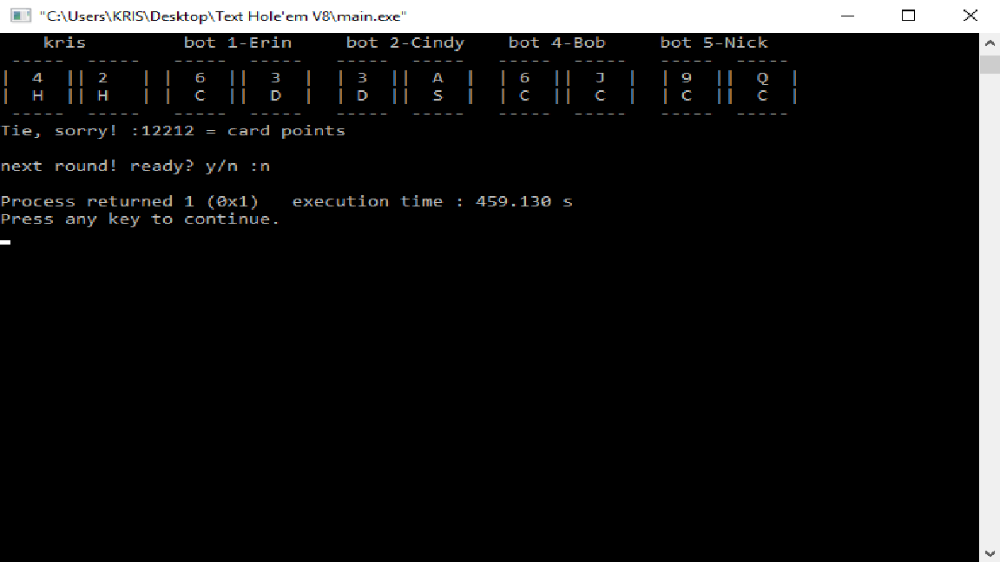 "C:\Users\KRIS\Desktop\Text Hole'em V8\main.exe"
kris bot 1-Erin bot 2-Cindy bot 4-Bob bot 5-Nick
----- ----- ----- ----- ----- ----- ----- ----- ----- -----
| 4 || 2 | | 6 || 3 | | 3 || A | | 6 || J | | 9 || Q |
| H || H | | C || D | | D || S | | C || C | | C || C |
----- ----- ----- ----- ----- ----- ----- ----- ----- -----
Tie, sorry! :12212 = card points
next round! ready? y/n :n
Process returned 1 (0x1) execution time : 459.130 s
Press any key to continue.